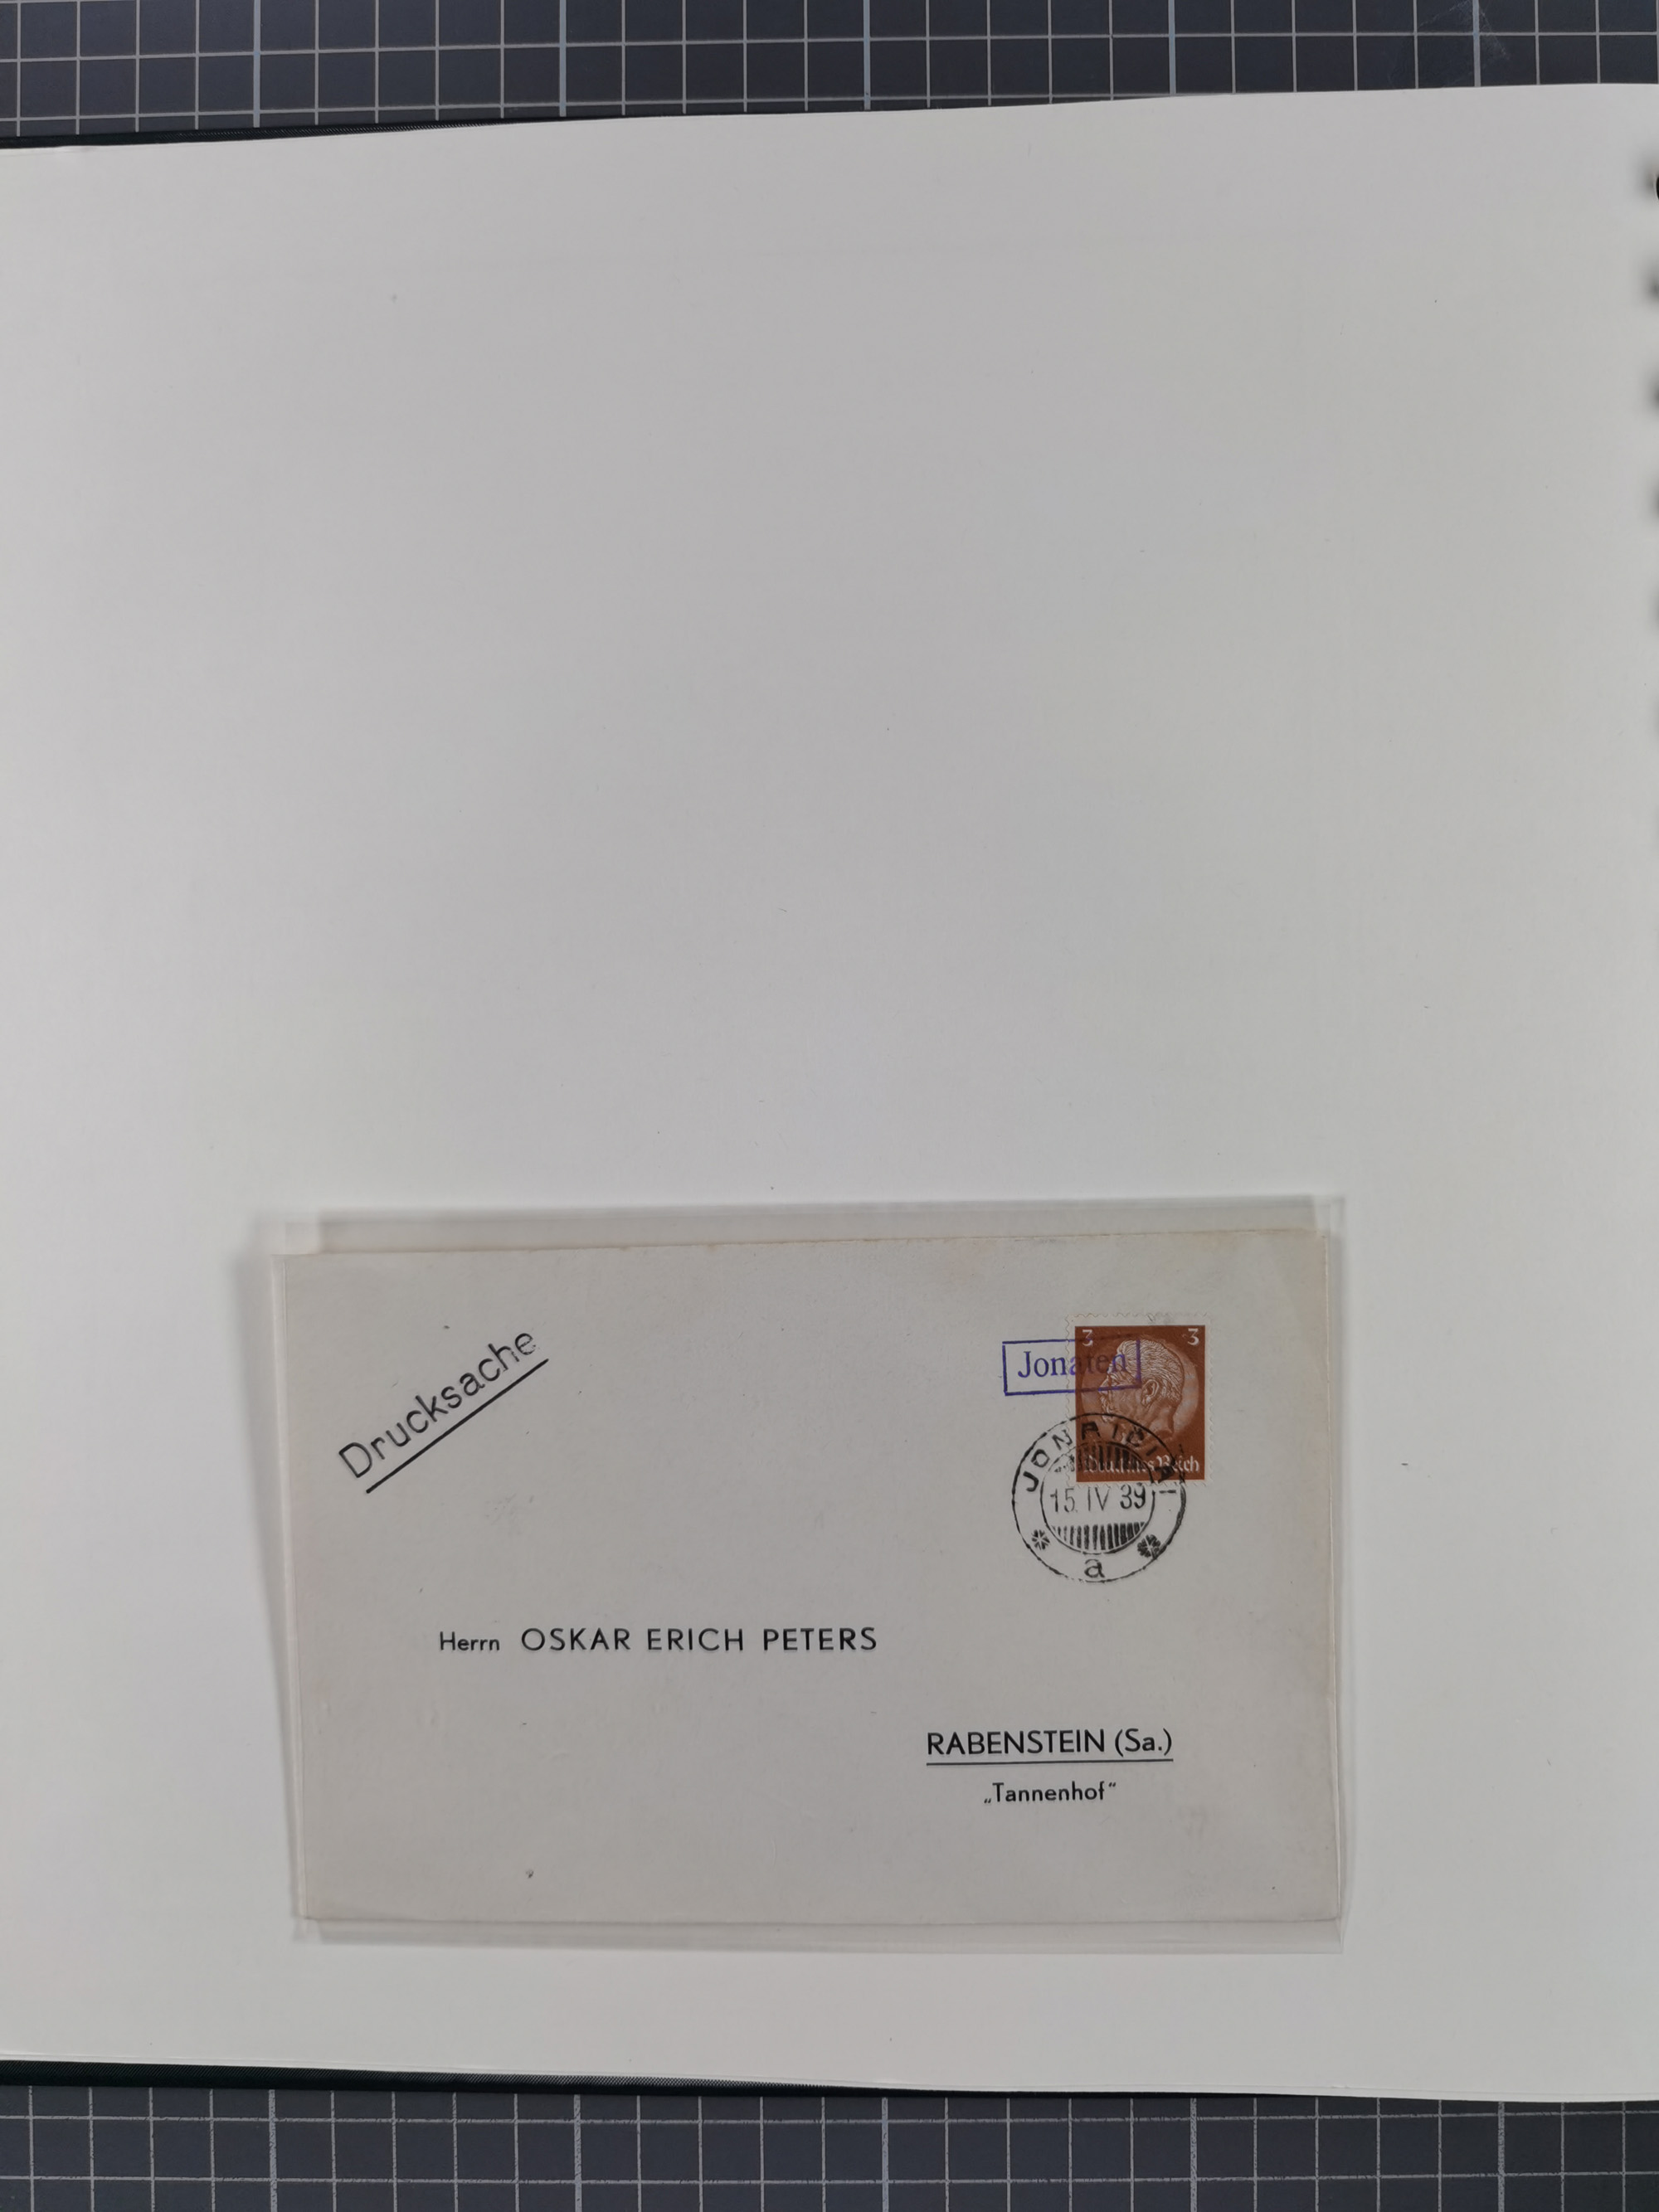 Drucksache
3 3
Jonaten
Deutsches Reich
15. IV 39
a
Herrn OSKAR ERICH PETERS
RABENSTEIN (Sa.)
„Tannenhof“